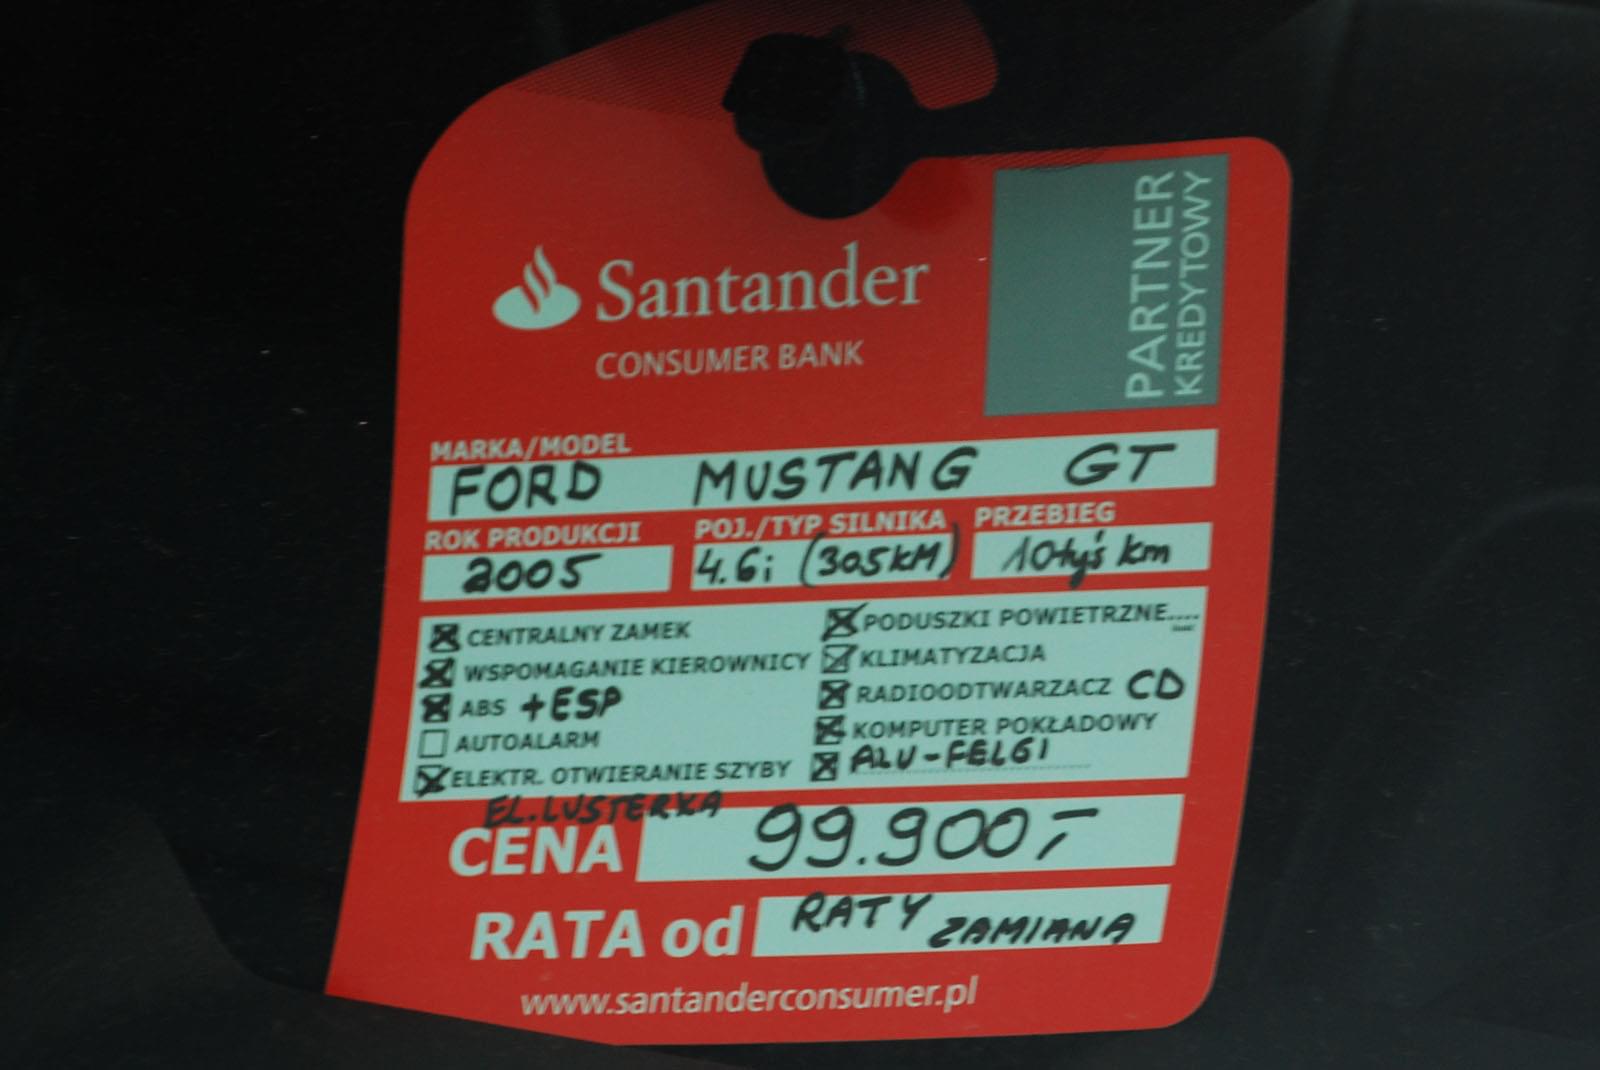 Santander
CONSUMER BANK
PARTNER
KREDYTOWY
MARKA/MODEL
FORD MUSTANG GT
ROK PRODUKCJI POJ./TYP SILNIKA PRZEBIEG
2005 4.6i (305KM) 10tyś km
CENTRALNY ZAMEK
WSPOMAGANIE KIEROWNICY
ABS +ESP
AUTOALARM
ELEKTR. OTWIERANIE SZYBY
EL.LUSTERKA
PODUSZKI POWIETRZNE....
KLIMATYZACJA
RADIOODTWARZACZ CD
KOMPUTER POKŁADOWY
ALU-FELGI
CENA 99.900,-
RATA od RATY ZAMIANA
www.santanderconsumer.pl